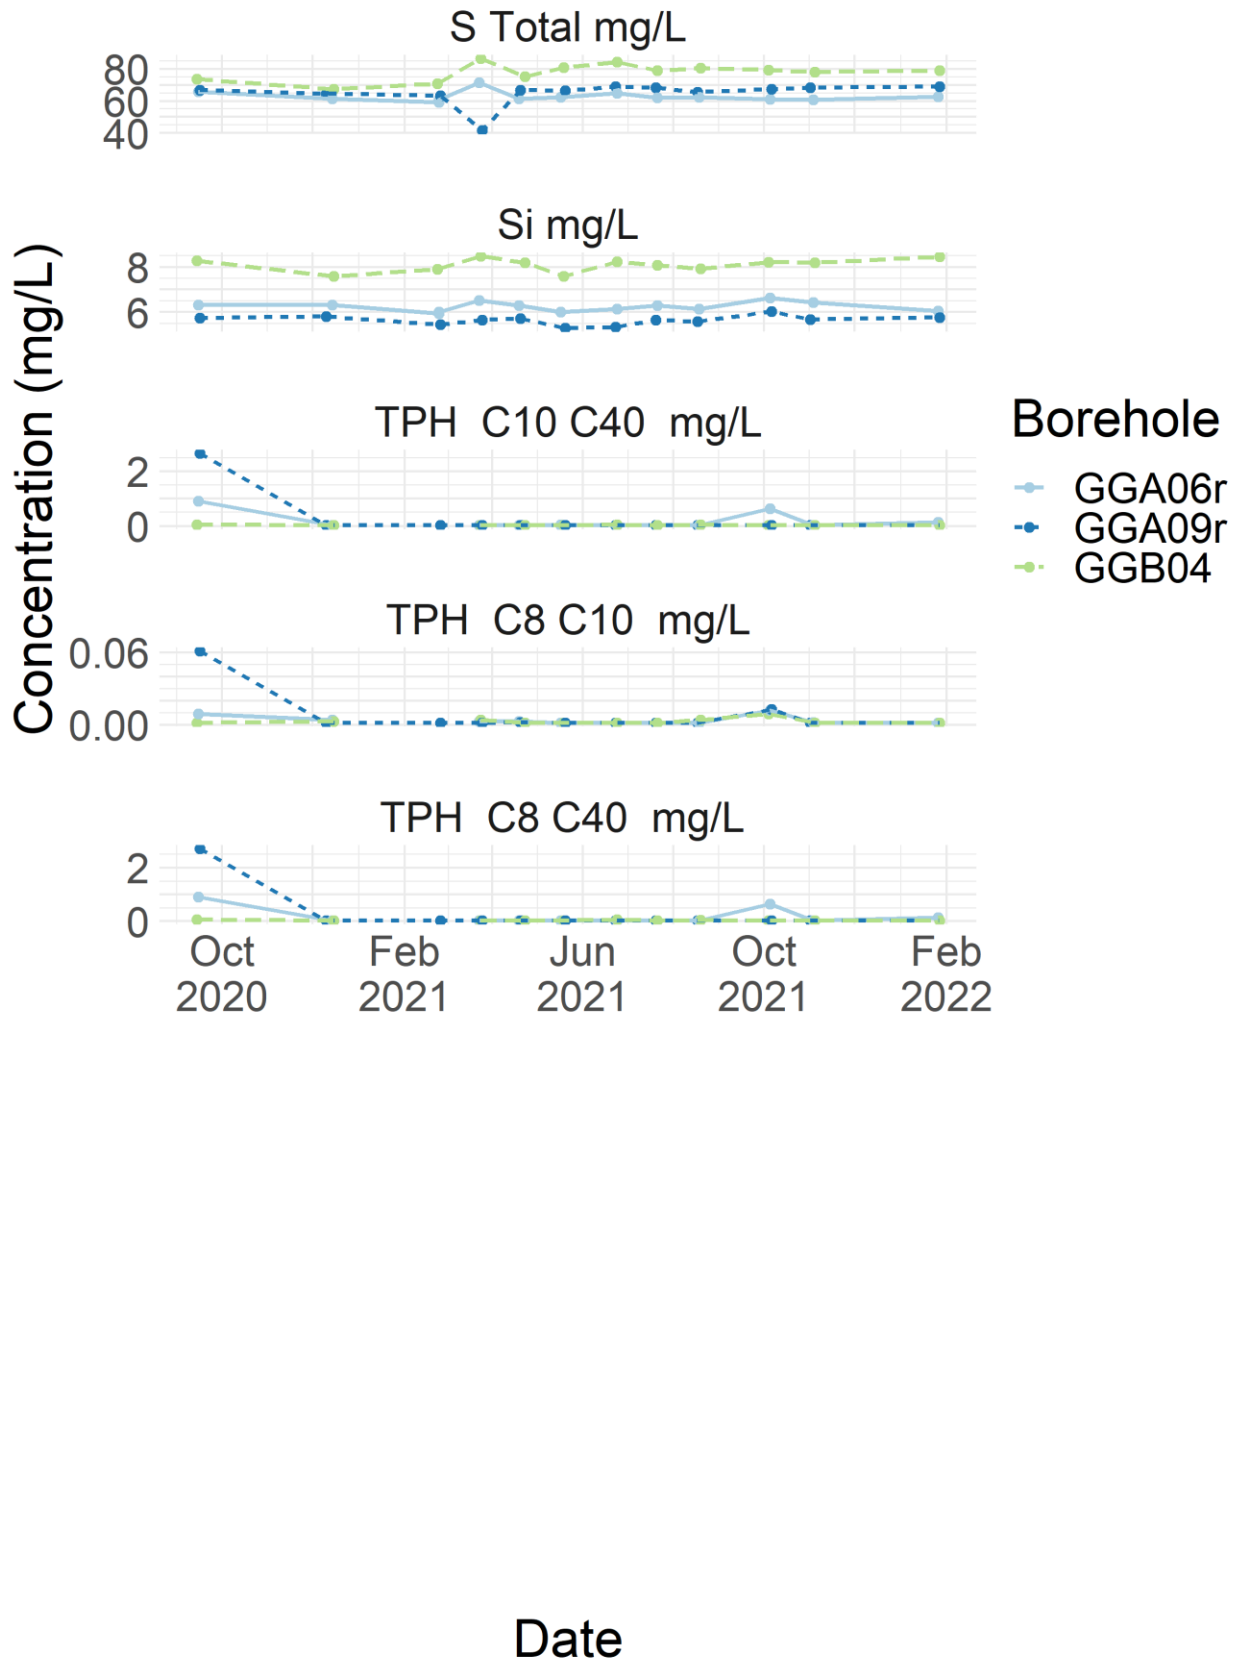 S Total mg/L
80
60
40
Si mg/L
8
6
TPH  C10 C40  mg/L
2
0
TPH  C8 C10  mg/L
0.06
0.00
TPH  C8 C40  mg/L
2
0
Oct 2020
Feb 2021
Jun 2021
Oct 2021
Feb 2022
Concentration (mg/L)
Date
Borehole
GGA06r
GGA09r
GGB04